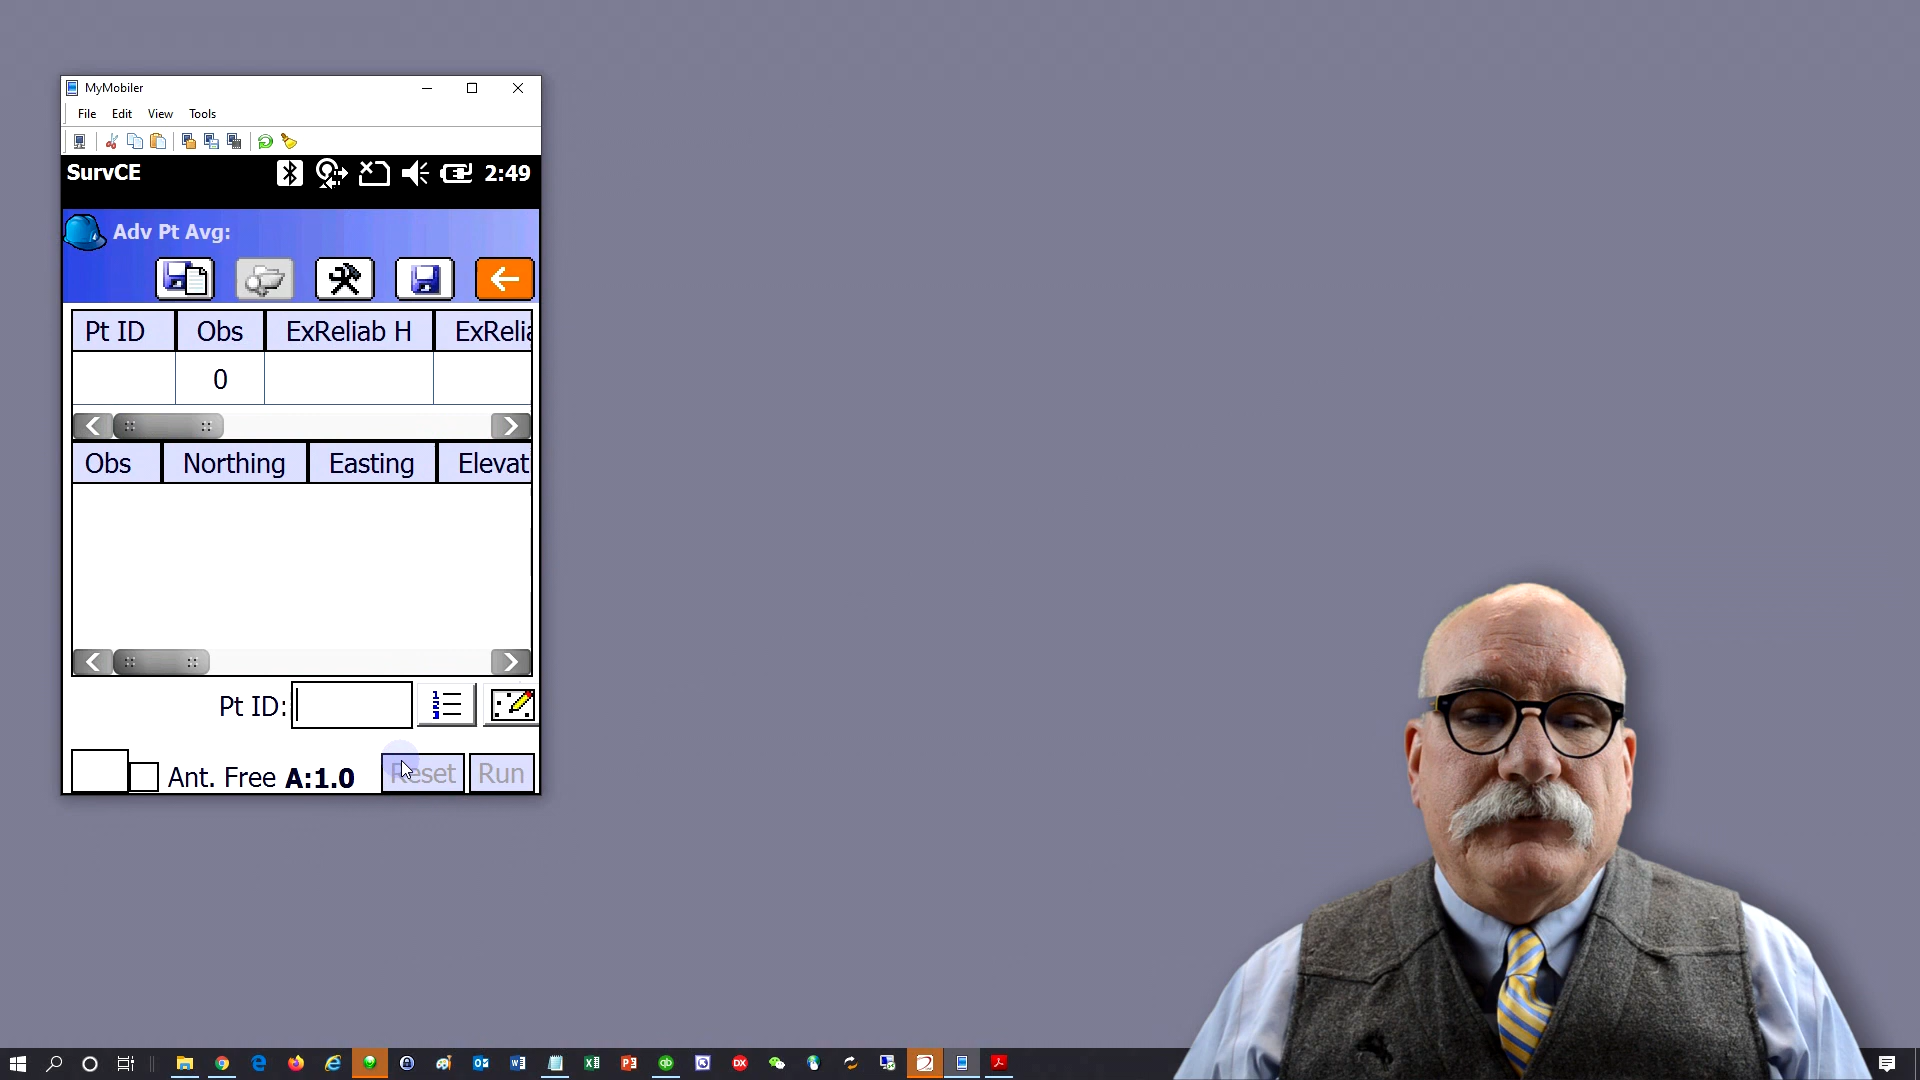 MyMobiler
File Edit View Tools
SurvCE 2:49
Adv Pt Avg:
Pt ID Obs ExReliab H ExRelia
0
Obs Northing Easting Elevat
Pt ID:
Ant. Free A:1.0 Reset Run